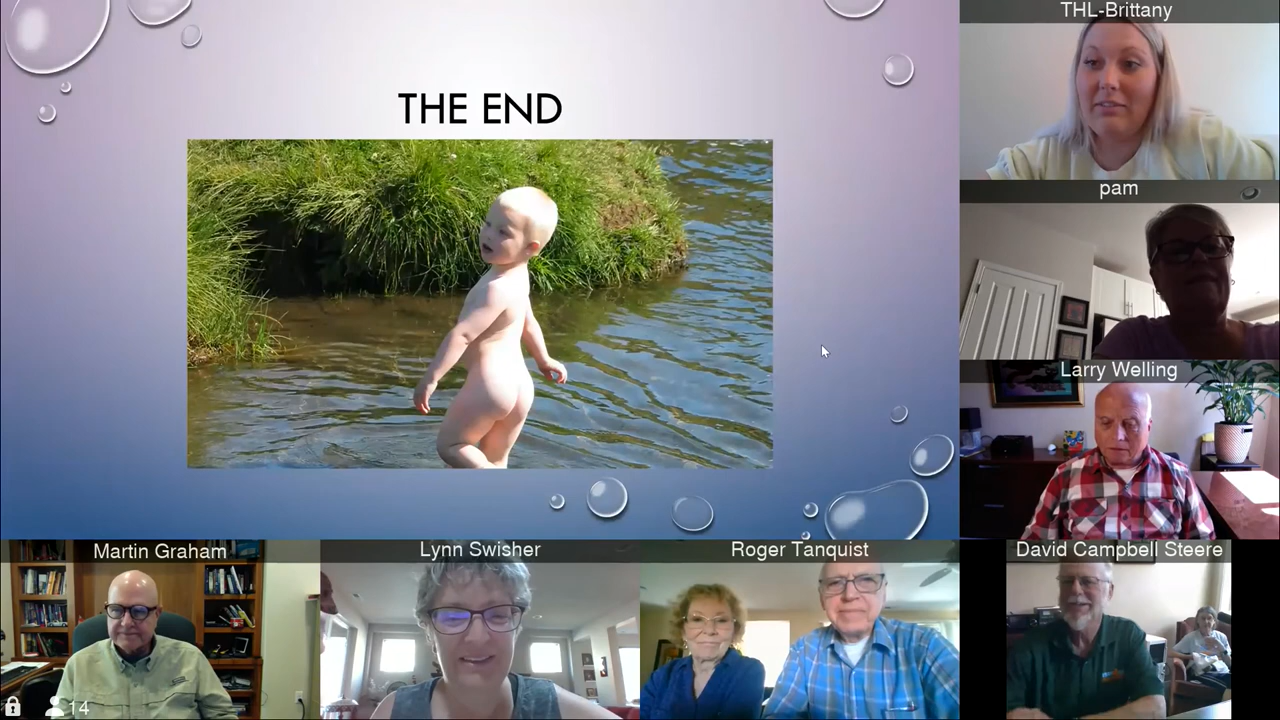 THL-Brittany
THE END
pam
Larry Welling
Martin Graham
Lynn Swisher
Roger Tanquist
David Campbell Steere
14